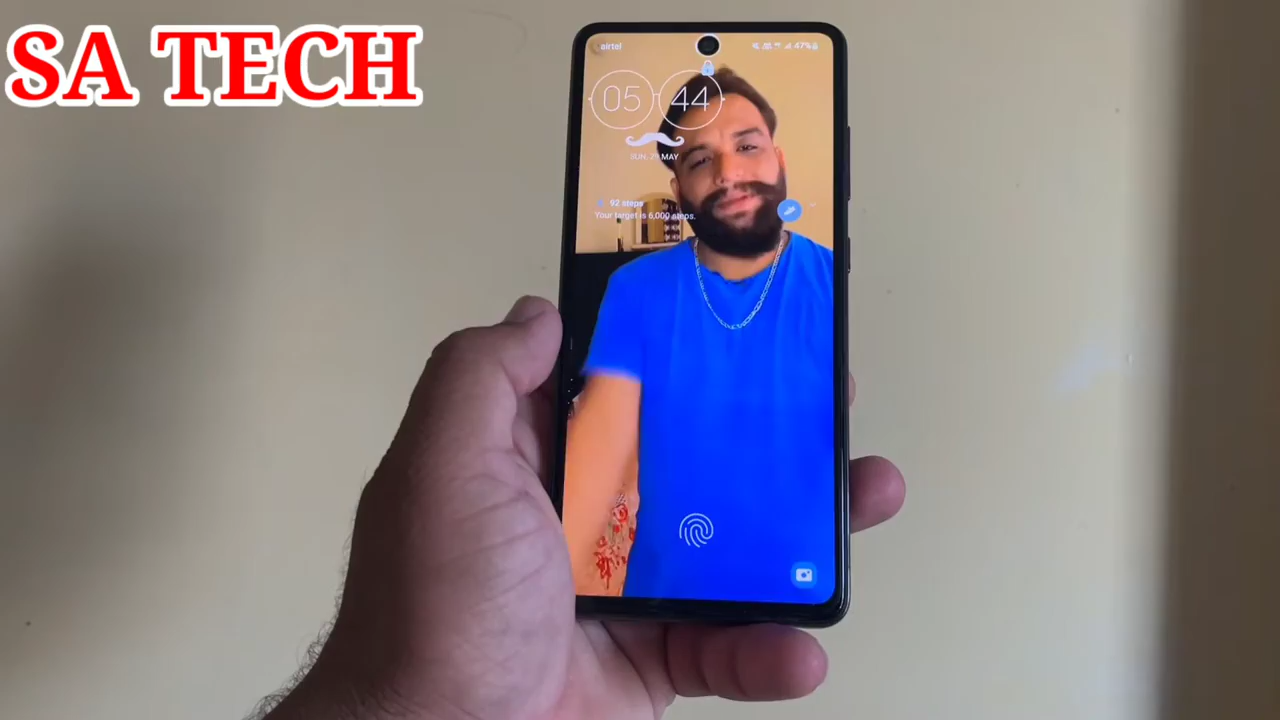 SA TECH
airtel
47%
05 44
SUN, 29 MAY
92 steps
Your target is 6,000 steps.